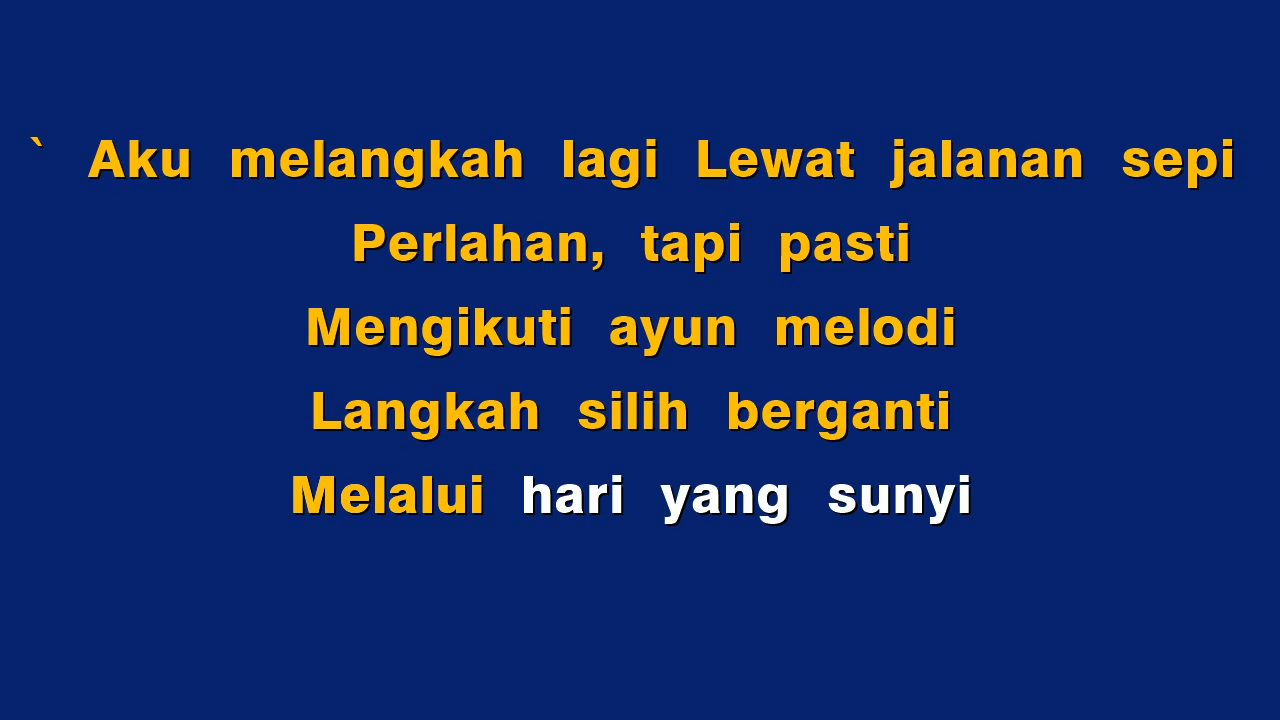 ` Aku melangkah lagi Lewat jalanan sepi
Perlahan, tapi pasti
Mengikuti ayun melodi
Langkah silih berganti
Melalui hari yang sunyi